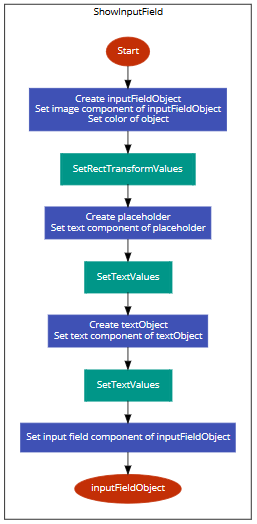 ShowInputField
Start
Create inputFieldObject
Set image component of inputFieldObject
Set color of object
SetRectTransformValues
Create placeholder
Set text component of placeholder
SetTextValues
Create textObject
Set text component of textObject
SetTextValues
Set input field component of inputFieldObject
inputFieldObject